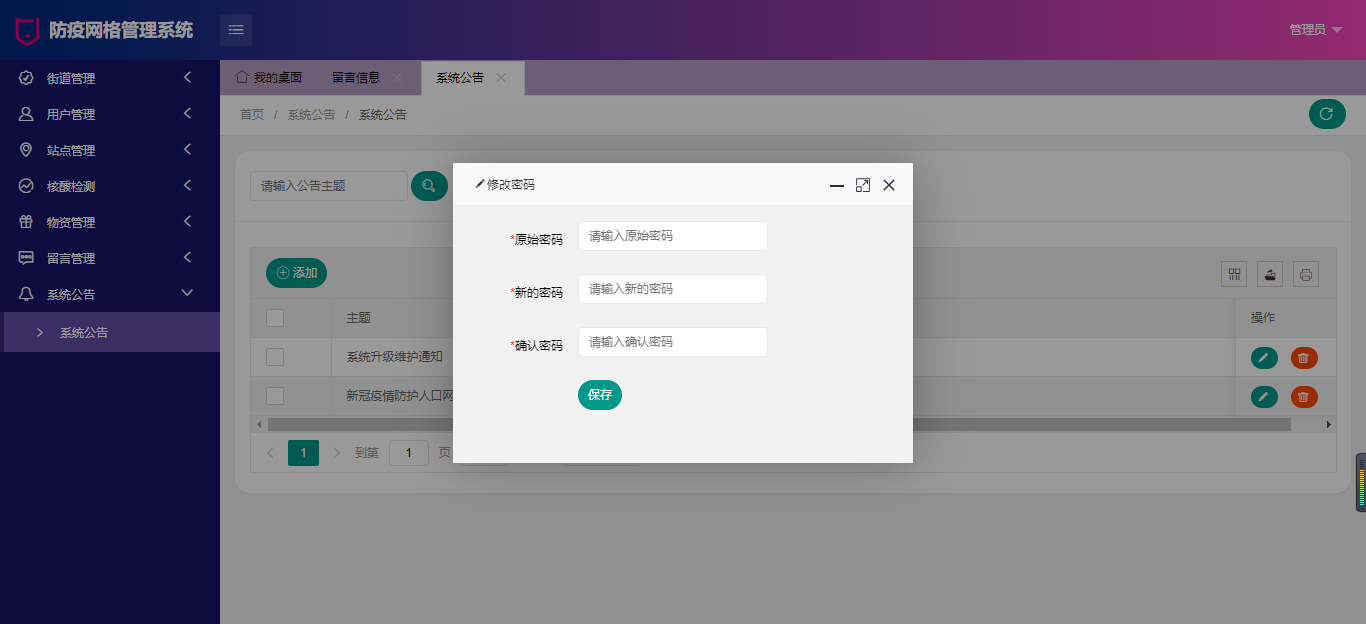 防疫网格管理系统
管理员
街道管理
用户管理
站点管理
核酸检测
物资管理
留言管理
系统公告
系统公告
我的桌面 留言信息 系统公告
首页 / 系统公告 / 系统公告
请输入公告主题
添加
主题 操作
系统升级维护通知
新冠疫情防护人口网
1 到第 1 页
修改密码
*原始密码 请输入原始密码
*新的密码 请输入新的密码
*确认密码 请输入确认密码
保存